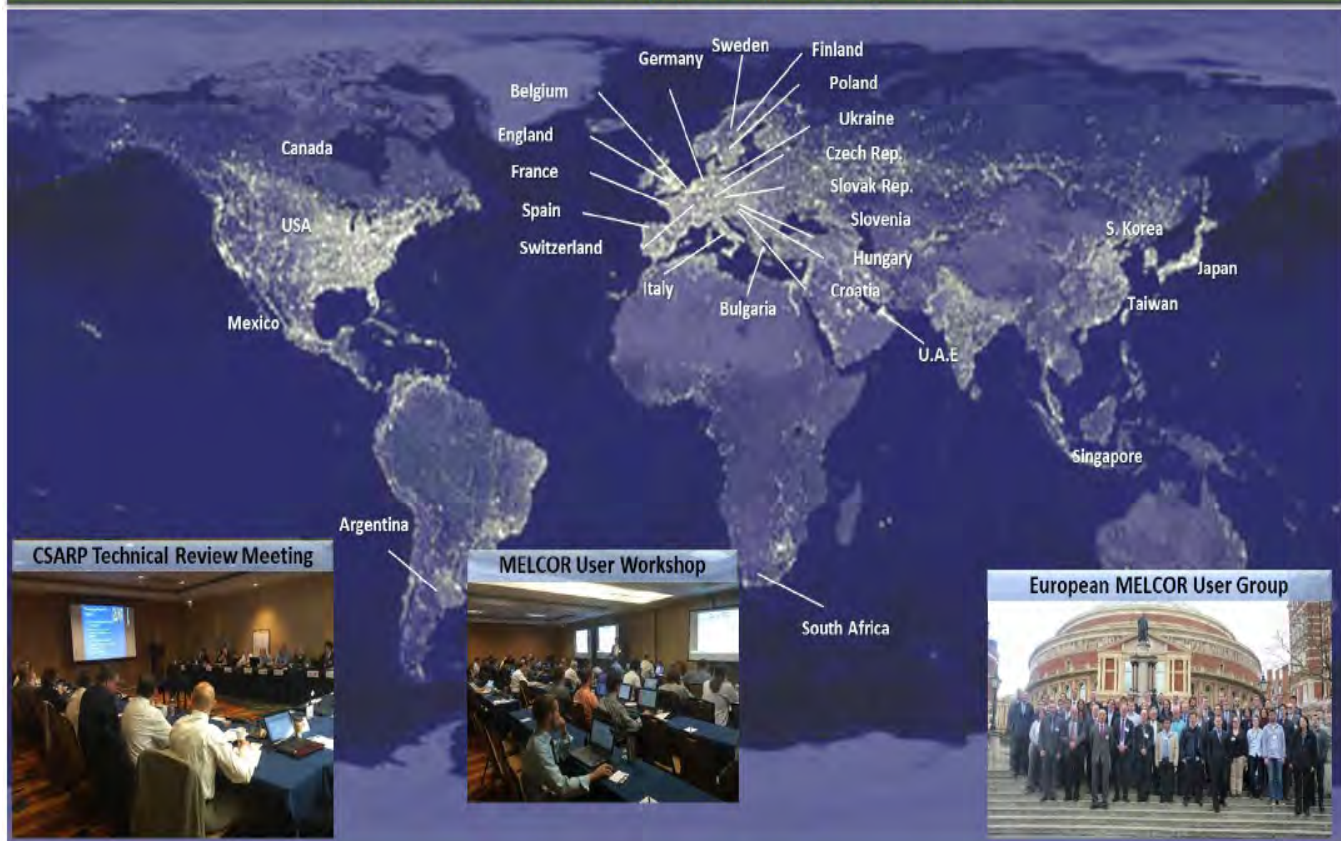 Sweden
Finland
Germany
Poland
Belgium
Ukraine
England
Czech Rep.
Canada
France
Slovak Rep.
Spain
Slovenia
USA
S. Korea
Switzerland
Hungary
Japan
Italy
Croatia
Bulgaria
Taiwan
Mexico
U.A.E
Singapore
Argentina
CSARP Technical Review Meeting
MELCOR User Workshop
European MELCOR User Group
South Africa